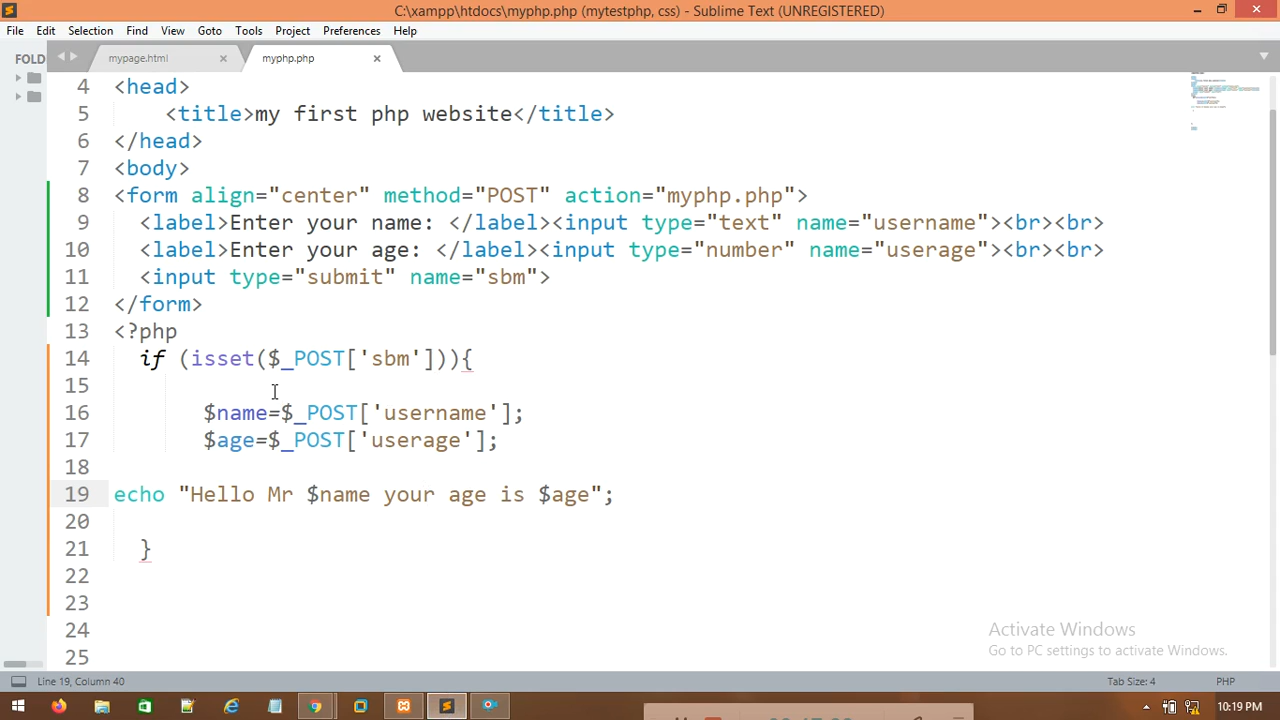 C:\xampp\htdocs\myphp.php (mytestphp, css) - Sublime Text (UNREGISTERED)
File Edit Selection Find View Goto Tools Project Preferences Help
FOLD
mypage.html myphp.php
4 <head>
5 <title>my first php website</title>
6 </head>
7 <body>
8 <form align="center" method="POST" action="myphp.php">
9 <label>Enter your name: </label><input type="text" name="username"><br><br>
10 <label>Enter your age: </label><input type="number" name="userage"><br><br>
11 <input type="submit" name="sbm">
12 </form>
13 <?php
14 if (isset($_POST['sbm'])){
15
16 $name=$_POST['username'];
17 $age=$_POST['userage'];
18
19 echo "Hello Mr $name your age is $age";
20
21 }
22
23
24
25
Activate Windows
Go to PC settings to activate Windows.
Line 19, Column 40 Tab Size: 4 PHP
10:19 PM